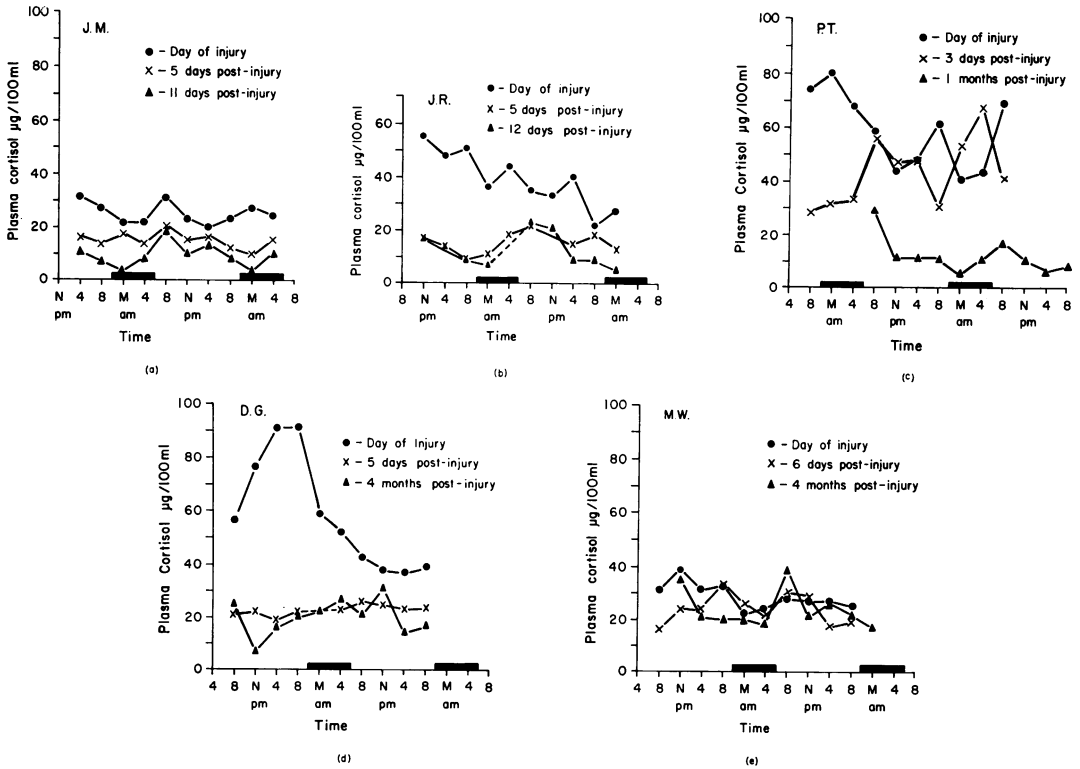 J. M.
Plasma cortisol µg/100ml
100
80
60
40
20
0
● - Day of injury
× - 5 days post-injury
▲ - 11 days post-injury
N 4 8 M 4 8 N 4 8 M 4 8
pm am pm am
Time
(a)
J.R.
Plasma cortisol µg/100ml
60
40
20
0
● - Day of injury
× - 5 days post-injury
▲ - 12 days post-injury
8 N 4 8 M 4 8 N 4 8 M 4 8
pm am pm am
Time
(b)
P.T.
Plasma Cortisol µg/100ml
100
80
60
40
20
0
● - Day of injury
× - 3 days post-injury
▲ - 1 months post-injury
4 8 M 4 8 N 4 8 M 4 8 N 4 8
am pm am pm
Time
(c)
D.G.
Plasma Cortisol µg/100ml
100
80
60
40
20
0
● - Day of Injury
× - 5 days post-injury
▲ - 4 months post-injury
4 8 N 4 8 M 4 8 N 4 8 M 4 8
pm am pm am
Time
(d)
M.W.
Plasma cortisol µg/100ml
100
80
60
40
20
0
● - Day of injury
× - 6 days post-injury
▲ - 4 months post-injury
4 8 N 4 8 M 4 8 N 4 8 M 4 8
pm am pm am
Time
(e)